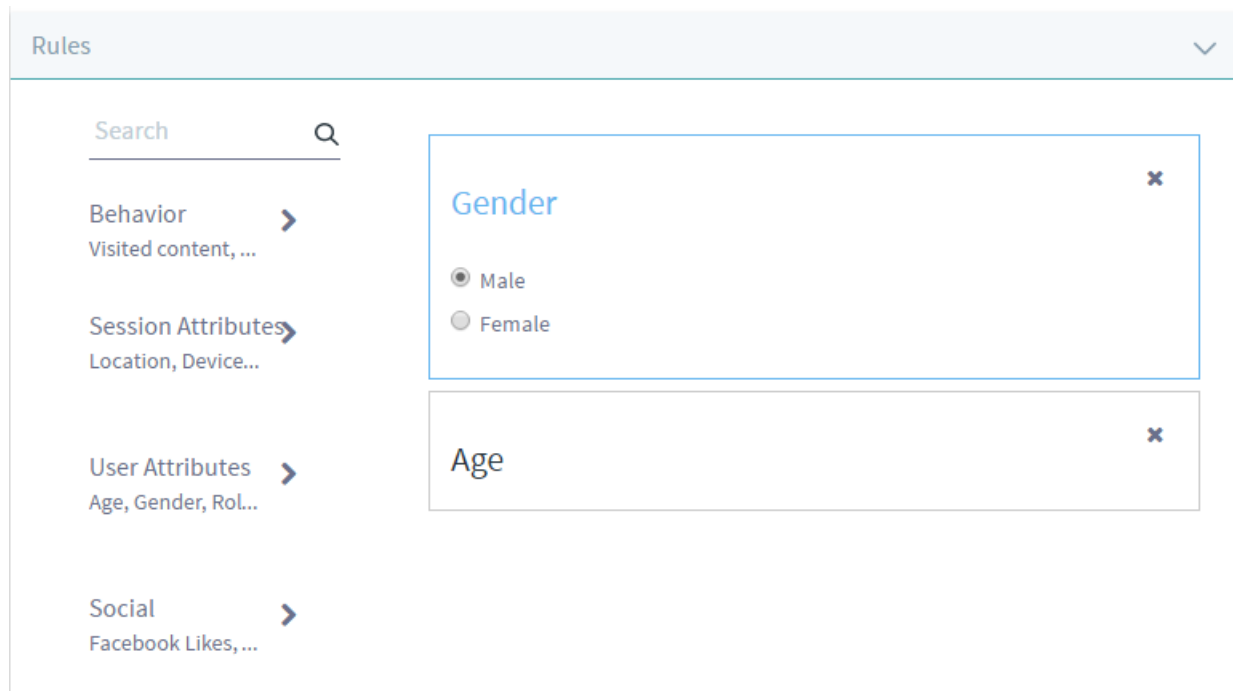 Rules
Search
Behavior
Visited content, ...
Session Attributes
Location, Device...
User Attributes
Age, Gender, Rol...
Social
Facebook Likes, ...
Gender
Male
Female
Age